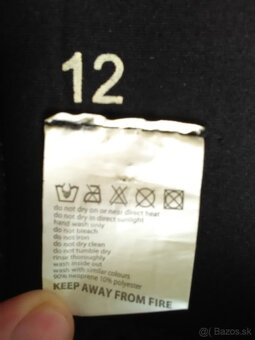 12
do not dry on or near direct heat
do not dry in direct sunlight
hand wash only
do not bleach
do not iron
do not dry clean
do not tumble dry
rinse thoroughly
wash inside out
wash with similar colours
90% neoprene 10% polyester
KEEP AWAY FROM FIRE
Bazos.sk